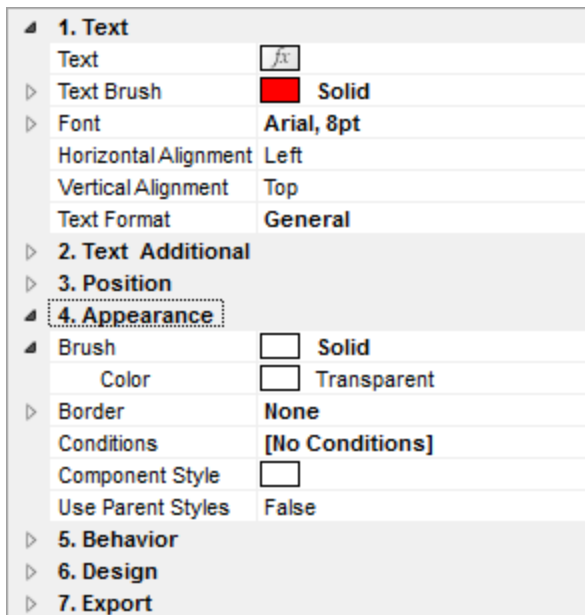 1. Text
Text fx
Text Brush Solid
Font Arial, 8pt
Horizontal Alignment Left
Vertical Alignment Top
Text Format General
2. Text Additional
3. Position
4. Appearance
Brush Solid
Color Transparent
Border None
Conditions [No Conditions]
Component Style
Use Parent Styles False
5. Behavior
6. Design
7. Export